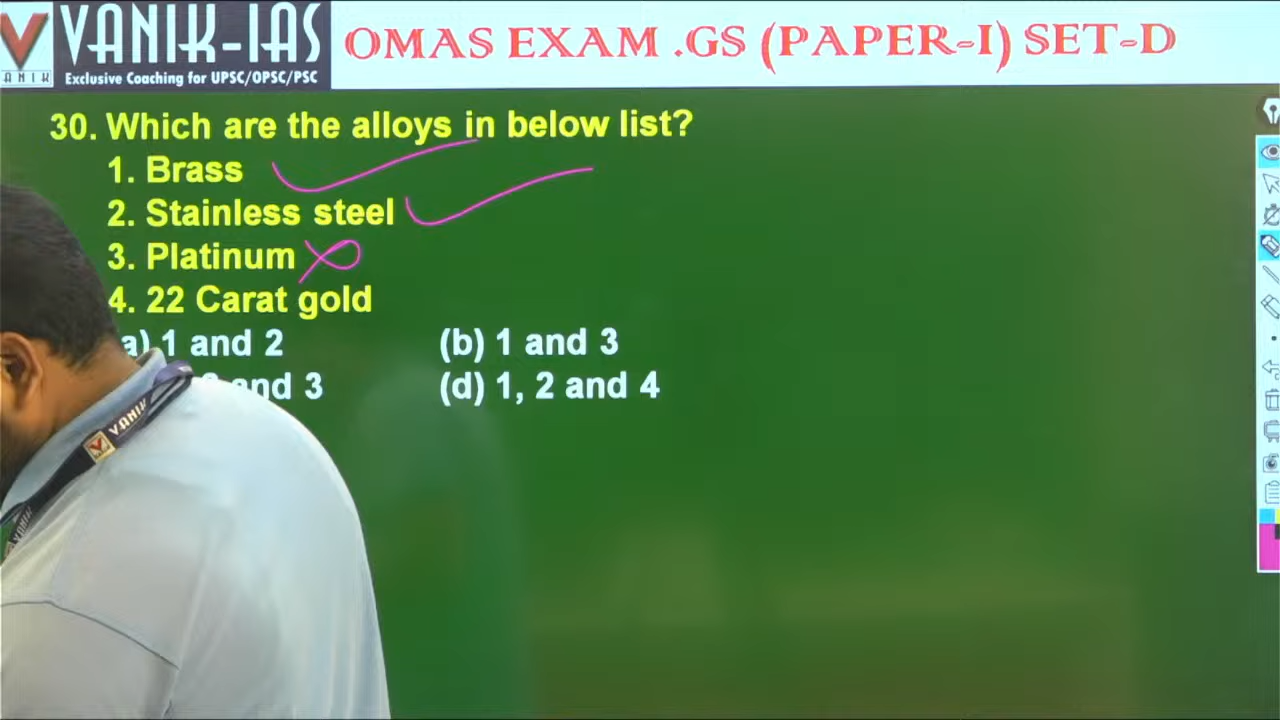 VANIK-IAS
VANIK
Exclusive Coaching for UPSC/OPSC/PSC
OMAS EXAM .GS (PAPER-I) SET-D
30. Which are the alloys in below list?
1. Brass
2. Stainless steel
3. Platinum
4. 22 Carat gold
a) 1 and 2 (b) 1 and 3
and 3 (d) 1, 2 and 4
VANIK